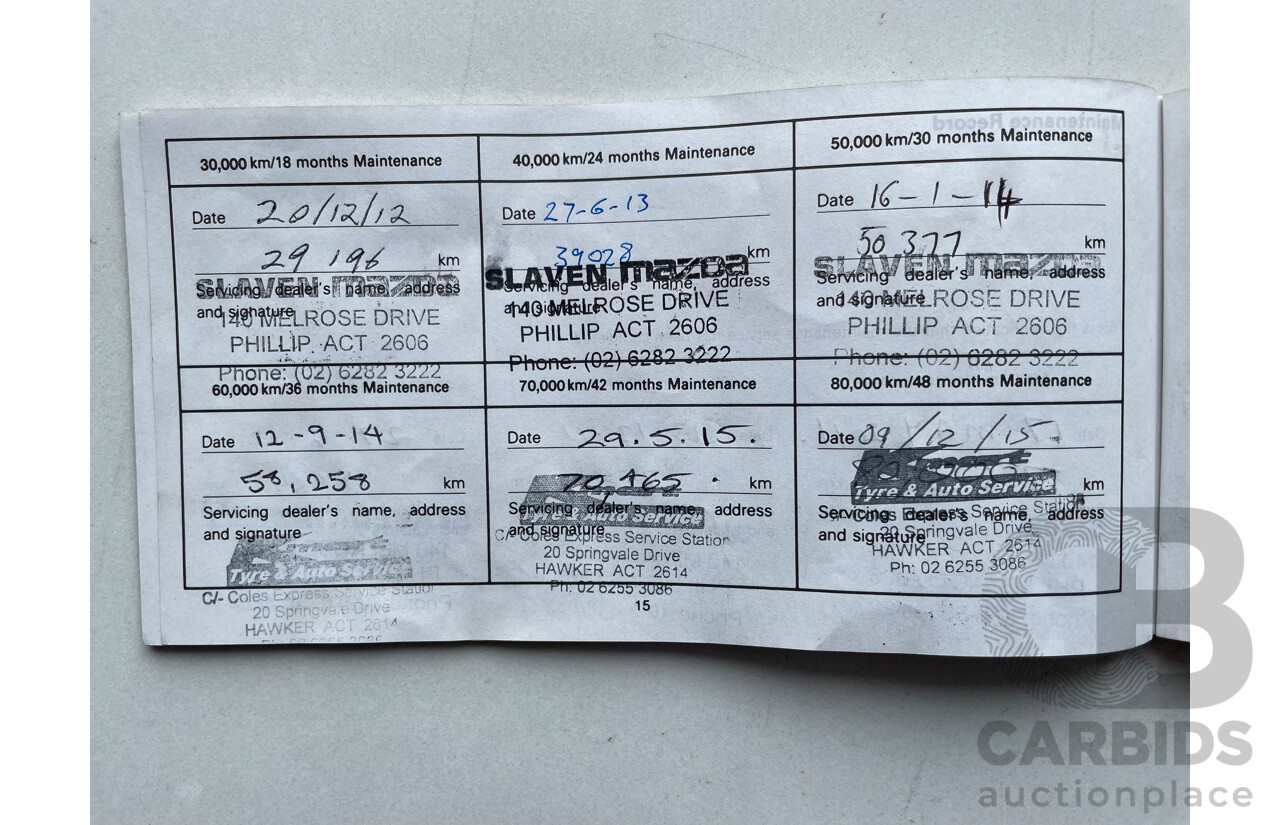 30,000 km/18 months Maintenance
Date 20/12/12
29 196 km
SLAVEN mazda
Servicing dealer's name, address
and signature
140 MELROSE DRIVE
PHILLIP. ACT 2606
Phone: (02) 6282 3222
40,000 km/24 months Maintenance
Date 27-6-13
39028 km
SLAVEN mazda
Servicing dealer's name, address
and signature
140 MELROSE DRIVE
PHILLIP ACT 2606
Phone: (02) 6282 3222
50,000 km/30 months Maintenance
Date 16-1-14
50 377 km
SLAVEN mazda
Servicing dealer's name, address
and signature
140 MELROSE DRIVE
PHILLIP ACT 2606
Phone: (02) 6282 3222
60,000 km/36 months Maintenance
Date 12-9-14
58,258 km
Servicing dealer's name, address
and signature
Kmart
Tyre & Auto Service
C/- Coles Express Service Station
20 Springvale Drive
HAWKER ACT 2614
70,000 km/42 months Maintenance
Date 29.5.15.
70,465 km
Kmart
Servicing dealer's name, address
Tyre & Auto Service
and signature
C/- Coles Express Service Station
20 Springvale Drive
HAWKER ACT 2614
Ph: 02 6255 3086
80,000 km/48 months Maintenance
Date 09/12/15
km
Kmart
Tyre & Auto Service
Servicing dealer's name, address
C/- Coles Express Service Station
and signature
20 Springvale Drive
HAWKER ACT 2614
Ph: 02 6255 3086
15
Maintenance Record
CARBIDS
auctionplace